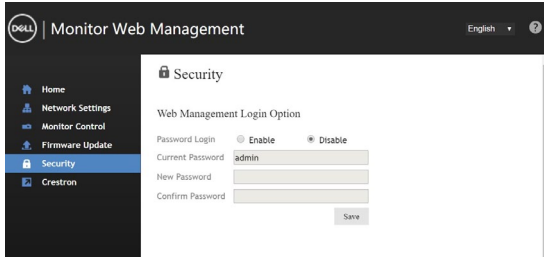 DELL | Monitor Web Management
English ▾ ?
Home
Network Settings
Monitor Control
Firmware Update
Security
Crestron
Security
Web Management Login Option
Password Login Enable Disable
Current Password admin
New Password
Confirm Password
Save